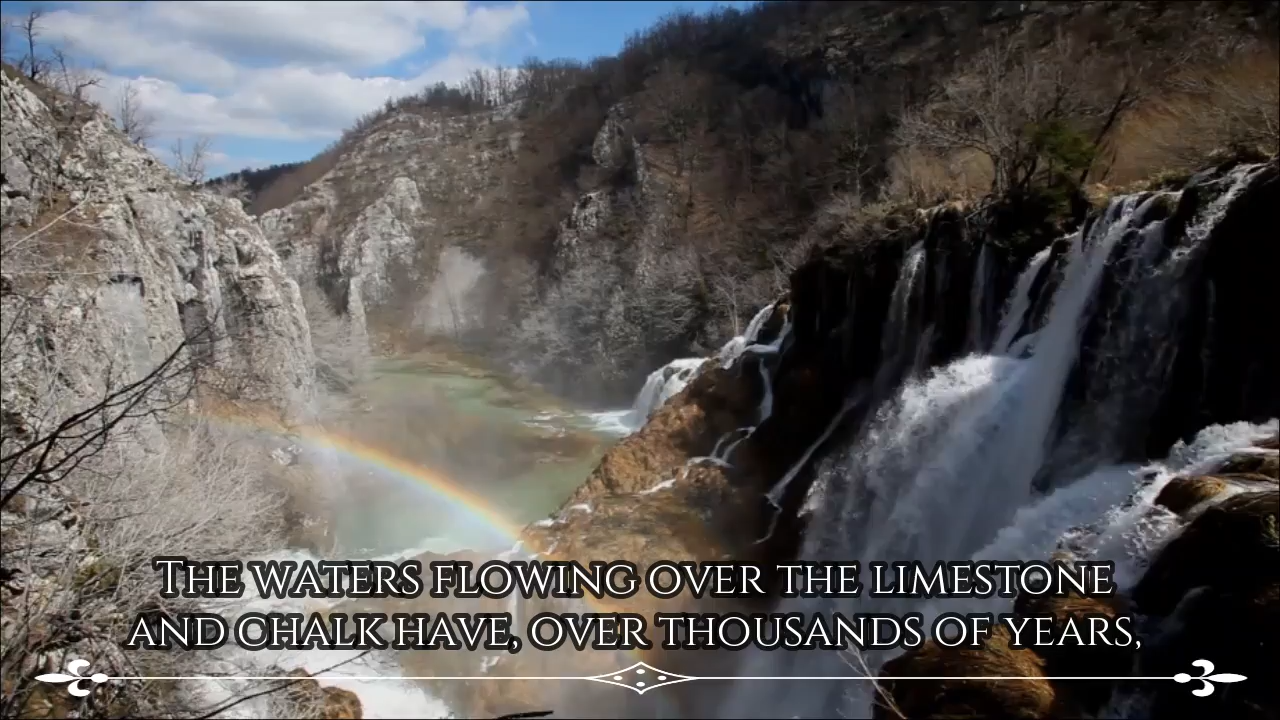 The waters flowing over the limestone
and chalk have, over thousands of years,